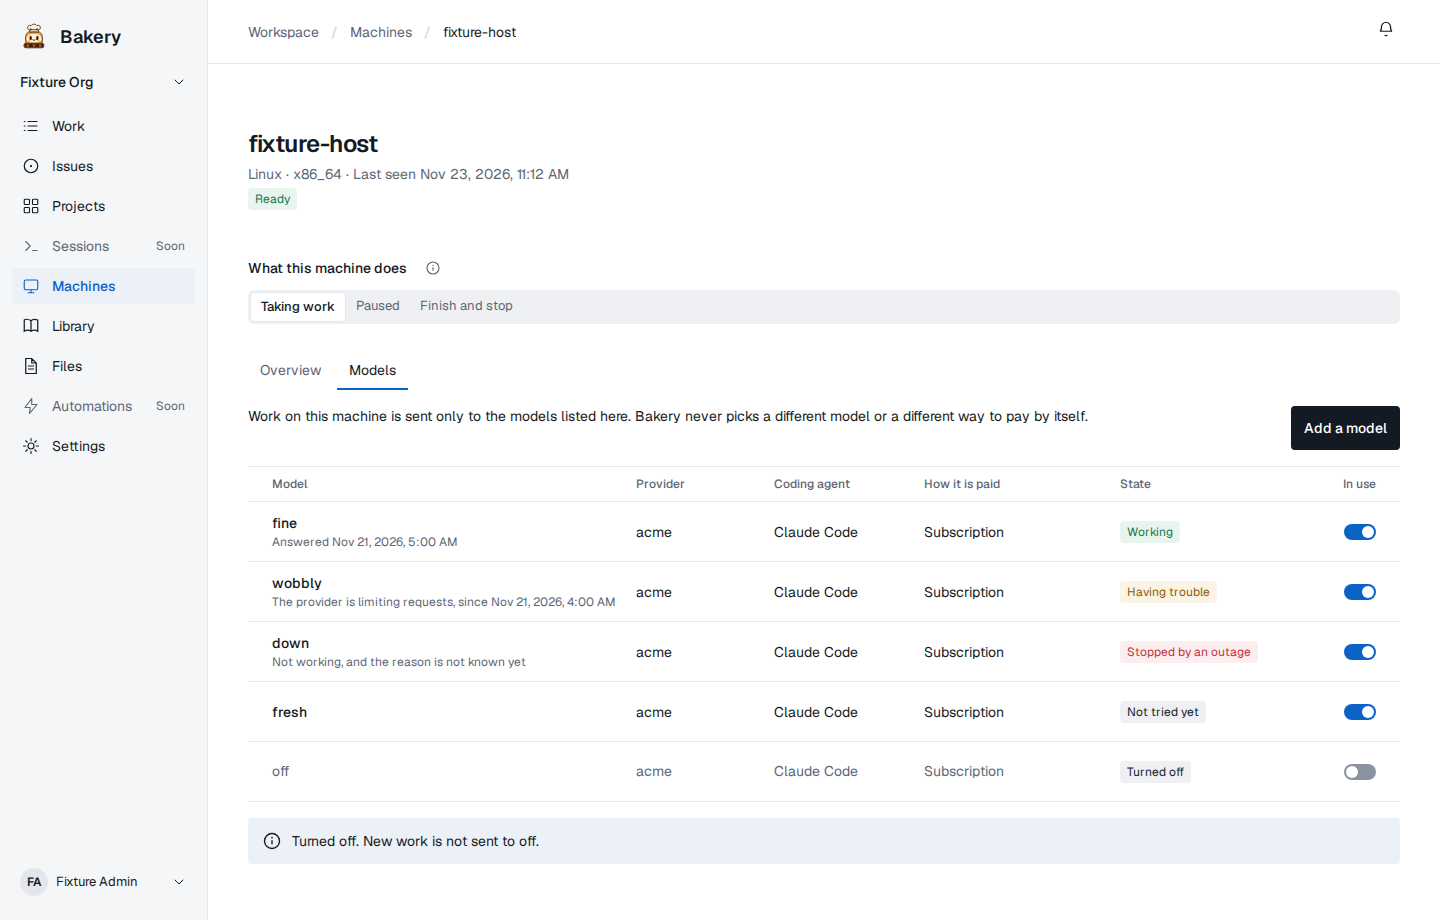 Bakery
Fixture Org
Work
Issues
Projects
Sessions Soon
Machines
Library
Files
Automations Soon
Settings
FA Fixture Admin
Workspace / Machines / fixture-host
fixture-host
Linux · x86_64 · Last seen Nov 23, 2026, 11:12 AM
Ready
What this machine does
Taking work Paused Finish and stop
Overview Models
Work on this machine is sent only to the models listed here. Bakery never picks a different model or a different way to pay by itself.
Add a model
Model Provider Coding agent How it is paid State In use
fine
Answered Nov 21, 2026, 5:00 AM
acme Claude Code Subscription Working
wobbly
The provider is limiting requests, since Nov 21, 2026, 4:00 AM
acme Claude Code Subscription Having trouble
down
Not working, and the reason is not known yet
acme Claude Code Subscription Stopped by an outage
fresh acme Claude Code Subscription Not tried yet
off acme Claude Code Subscription Turned off
Turned off. New work is not sent to off.